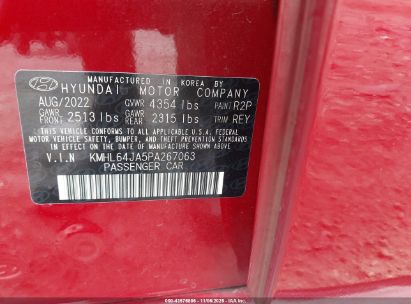 MANUFACTURED IN KOREA BY
HYUNDAI MOTOR COMPANY
AUG/2022 GVWR 4354 lbs PAINT R2P
GAWR FRONT 2513 lbs GAWR REAR 2315 lbs TRIM REY
THIS VEHICLE CONFORMS TO ALL APPLICABLE U.S.A. FEDERAL
MOTOR VEHICLE SAFETY, BUMPER, AND THEFT PREVENTION STANDARDS
IN EFFECT ON THE DATE OF MANUFACTURE SHOWN ABOVE.
V.I.N KMHL64JA5PA267063
PASSENGER CAR